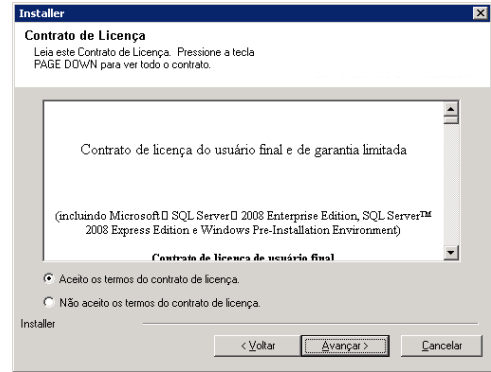 Installer
Contrato de Licença
Leia este Contrato de Licença. Pressione a tecla
PAGE DOWN para ver todo o contrato.
Contrato de licença do usuário final e de garantia limitada
(incluindo Microsoft▯ SQL Server▯ 2008 Enterprise Edition, SQL Server™
2008 Express Edition e Windows Pre-Installation Environment)
Contrato de licença de usuário final
Aceito os termos do contrato de licença.
Não aceito os termos do contrato de licença.
Installer
< Voltar
Avançar >
Cancelar